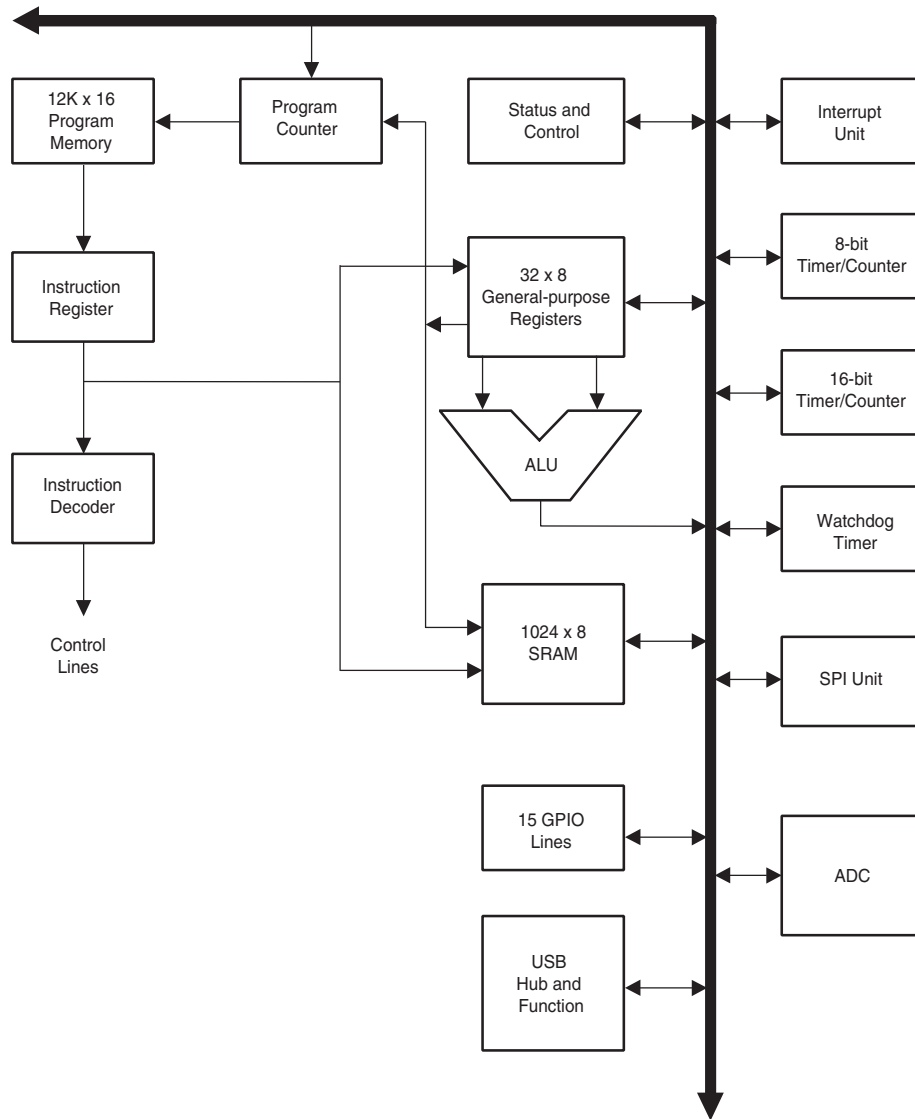 12K x 16
Program
Memory
Program
Counter
Status and
Control
Interrupt
Unit
32 x 8
General-purpose
Registers
8-bit
Timer/Counter
Instruction
Register
16-bit
Timer/Counter
ALU
Instruction
Decoder
Watchdog
Timer
Control
Lines
1024 x 8
SRAM
SPI Unit
15 GPIO
Lines
ADC
USB
Hub and
Function